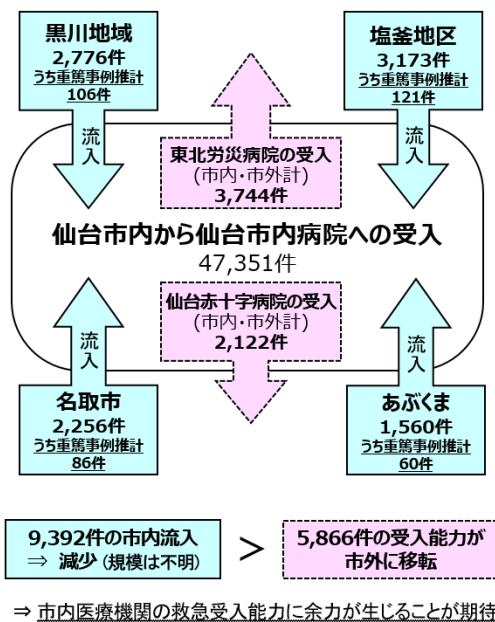 黒川地域
2,776件
うち重篤事例推計
106件
塩釜地区
3,173件
うち重篤事例推計
121件
流入
流入
東北労災病院の受入
(市内・市外計)
3,744件
仙台市内から仙台市内病院への受入
47,351件
仙台赤十字病院の受入
(市内・市外計)
2,122件
流入
流入
名取市
2,256件
うち重篤事例推計
86件
あぶくま
1,560件
うち重篤事例推計
60件
9,392件の市内流入
⇒ 減少 (規模は不明)
>
5,866件の受入能力が
市外に移転
⇒ 市内医療機関の救急受入能力に余力が生じることが期待